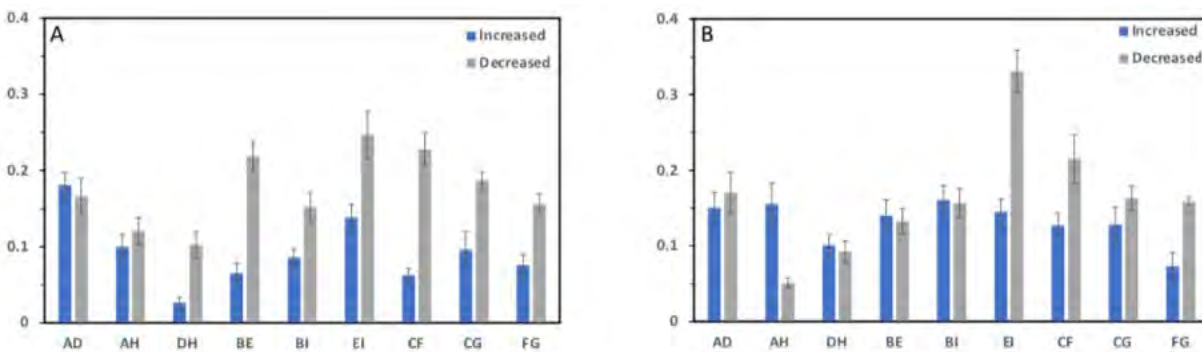 0.4
A
Increased
Decreased
0.3
0.2
0.1
0
AD AH DH BE BI EI CF CG FG
0.4
B
Increased
Decreased
0.3
0.2
0.1
0
AD AH DH BE BI EI CF CG FG